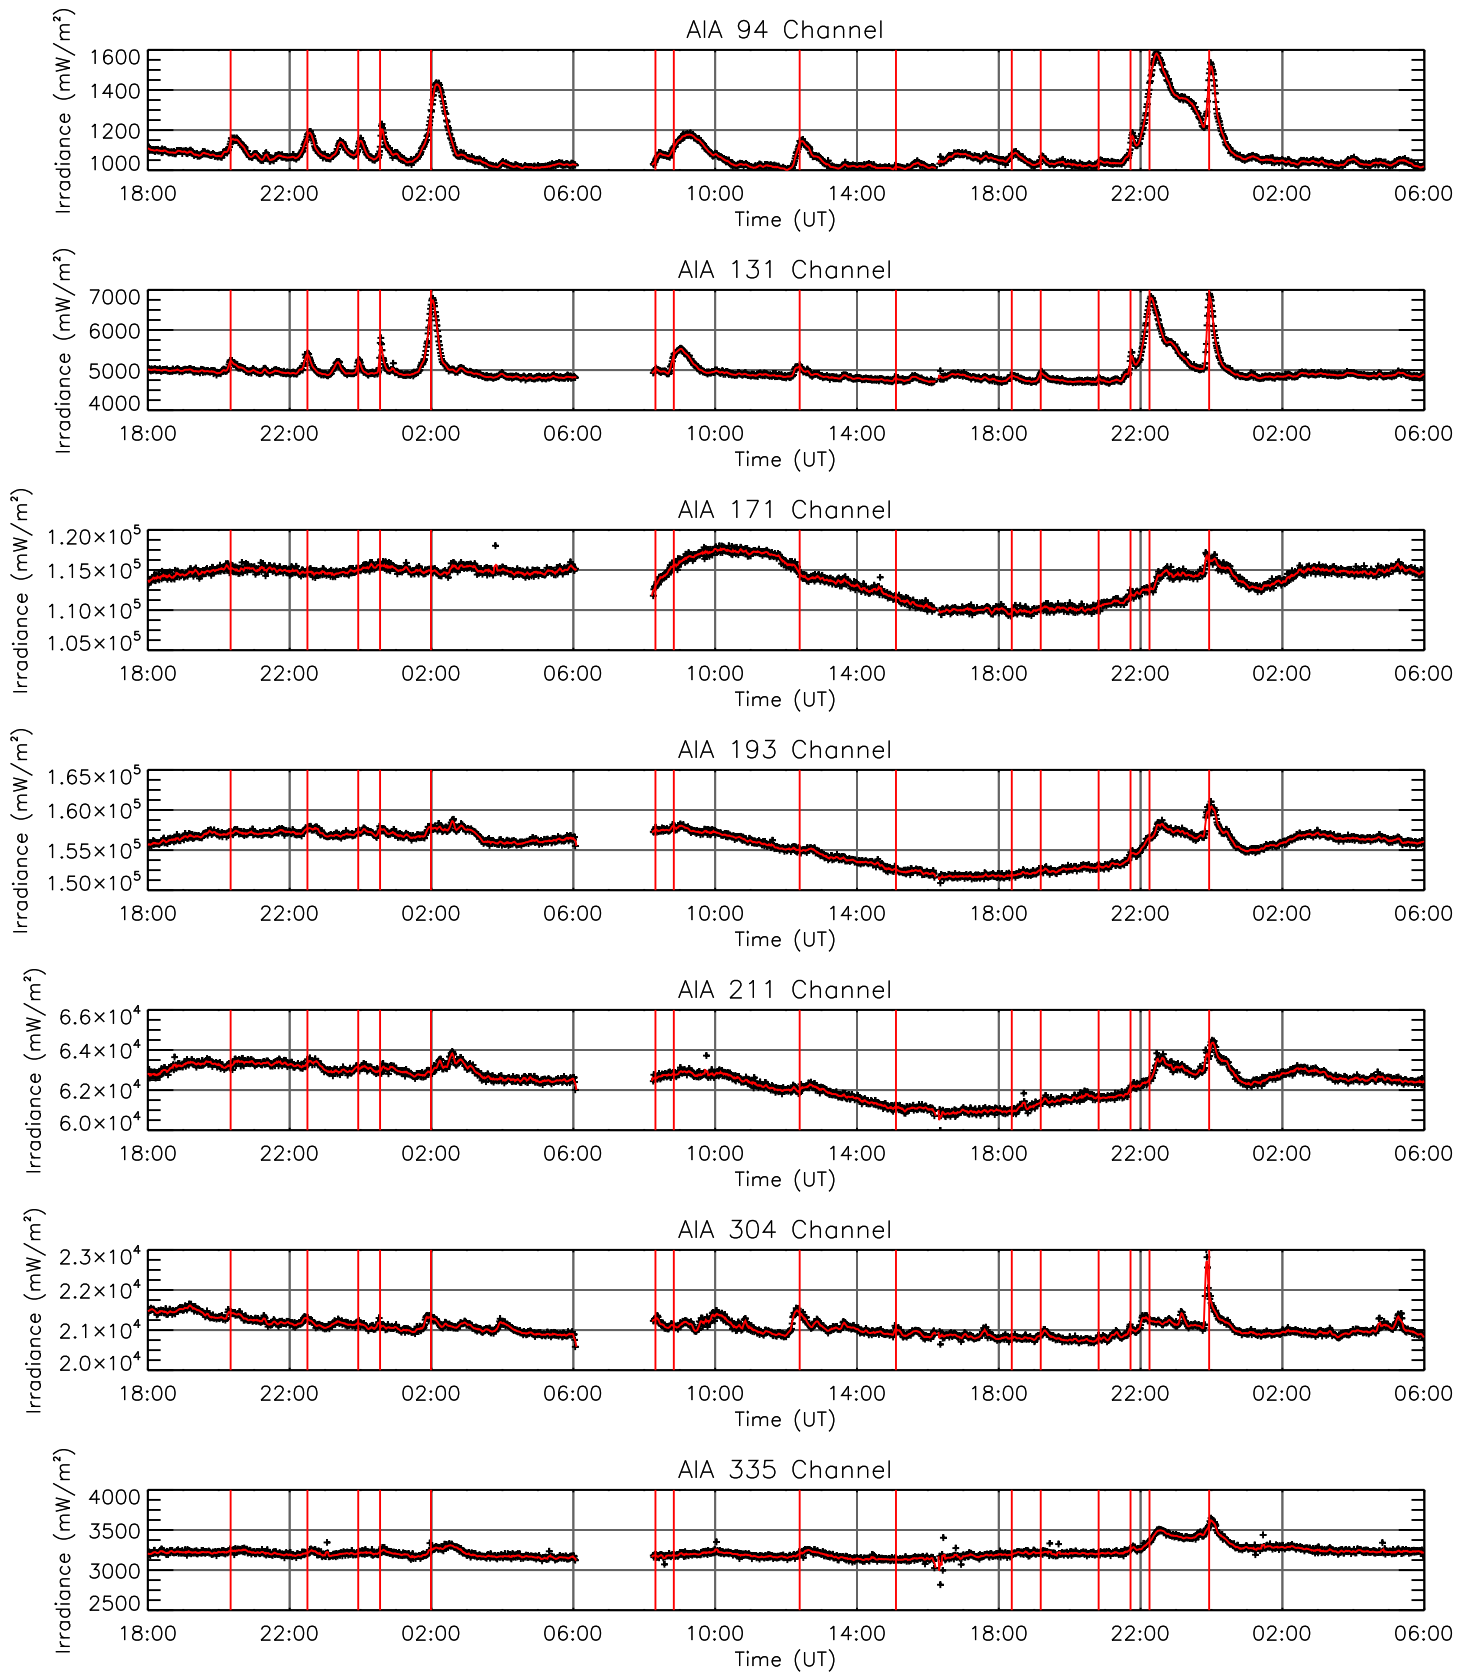 AIA 94 Channel
Irradiance (mW/m²)
1600
1400
1200
1000
18:00 22:00 02:00 06:00 10:00 14:00 18:00 22:00 02:00 06:00
Time (UT)
AIA 131 Channel
Irradiance (mW/m²)
7000
6000
5000
4000
18:00 22:00 02:00 06:00 10:00 14:00 18:00 22:00 02:00 06:00
Time (UT)
AIA 171 Channel
Irradiance (mW/m²)
1.20×10⁵
1.15×10⁵
1.10×10⁵
1.05×10⁵
18:00 22:00 02:00 06:00 10:00 14:00 18:00 22:00 02:00 06:00
Time (UT)
AIA 193 Channel
Irradiance (mW/m²)
1.65×10⁵
1.60×10⁵
1.55×10⁵
1.50×10⁵
18:00 22:00 02:00 06:00 10:00 14:00 18:00 22:00 02:00 06:00
Time (UT)
AIA 211 Channel
Irradiance (mW/m²)
6.6×10⁴
6.4×10⁴
6.2×10⁴
6.0×10⁴
18:00 22:00 02:00 06:00 10:00 14:00 18:00 22:00 02:00 06:00
Time (UT)
AIA 304 Channel
Irradiance (mW/m²)
2.3×10⁴
2.2×10⁴
2.1×10⁴
2.0×10⁴
18:00 22:00 02:00 06:00 10:00 14:00 18:00 22:00 02:00 06:00
Time (UT)
AIA 335 Channel
Irradiance (mW/m²)
4000
3500
3000
2500
18:00 22:00 02:00 06:00 10:00 14:00 18:00 22:00 02:00 06:00
Time (UT)